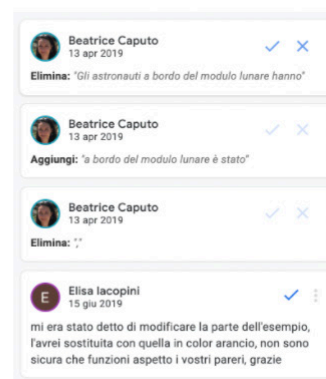 Beatrice Caputo
13 apr 2019
Elimina: "Gli astronauti a bordo del modulo lunare hanno"
Beatrice Caputo
13 apr 2019
Aggiungi: "a bordo del modulo lunare è stato"
Beatrice Caputo
13 apr 2019
Elimina: ","
E
Elisa Iacopini
15 giu 2019
mi era stato detto di modificare la parte dell'esempio,
l'avrei sostituita con quella in color arancio, non sono
sicura che funzioni aspetto i vostri pareri, grazie